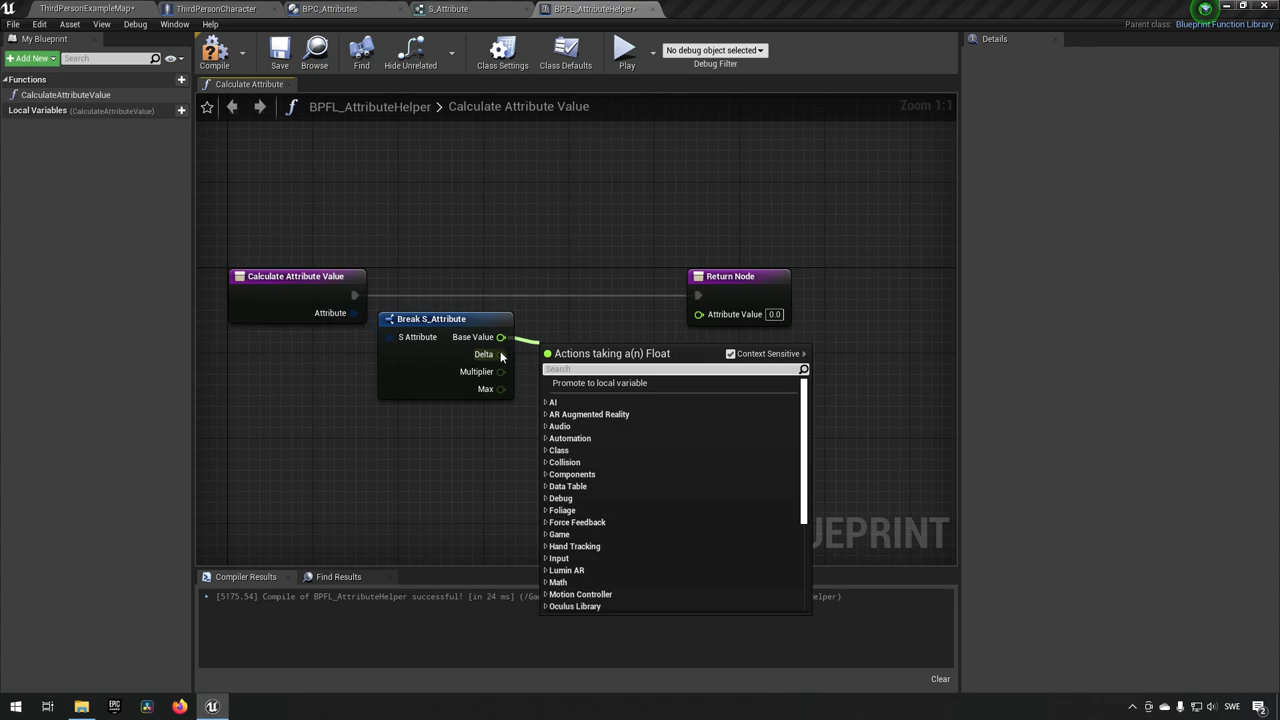 ThirdPersonExampleMap*
ThirdPersonCharacter
BPC_Attributes
S_Attribute
BPFL_AttributeHelper*
File
Edit
Asset
View
Debug
Window
Help
Parent class: Blueprint Function Library
My Blueprint
+ Add New
Search
Compile
Save
Browse
Find
Hide Unrelated
Class Settings
Class Defaults
Play
No debug object selected
Debug Filter
Details
Functions
CalculateAttributeValue
Local Variables (CalculateAttributeValue)
Calculate Attribute
BPFL_AttributeHelper > Calculate Attribute Value
Zoom 1:1
Calculate Attribute Value
Attribute
Break S_Attribute
S Attribute
Base Value
Delta
Multiplier
Max
Return Node
Attribute Value 0.0
Actions taking a(n) Float
Context Sensitive
Search
Promote to local variable
AI
AR Augmented Reality
Audio
Automation
Class
Collision
Components
Data Table
Debug
Foliage
Force Feedback
Game
Hand Tracking
Input
Lumin AR
Math
Motion Controller
Oculus Library
EPRINT
Compiler Results
Find Results
[5175.54] Compile of BPFL_AttributeHelper successful! [in 24 ms] (/Ga
Helper)
Clear
SWE